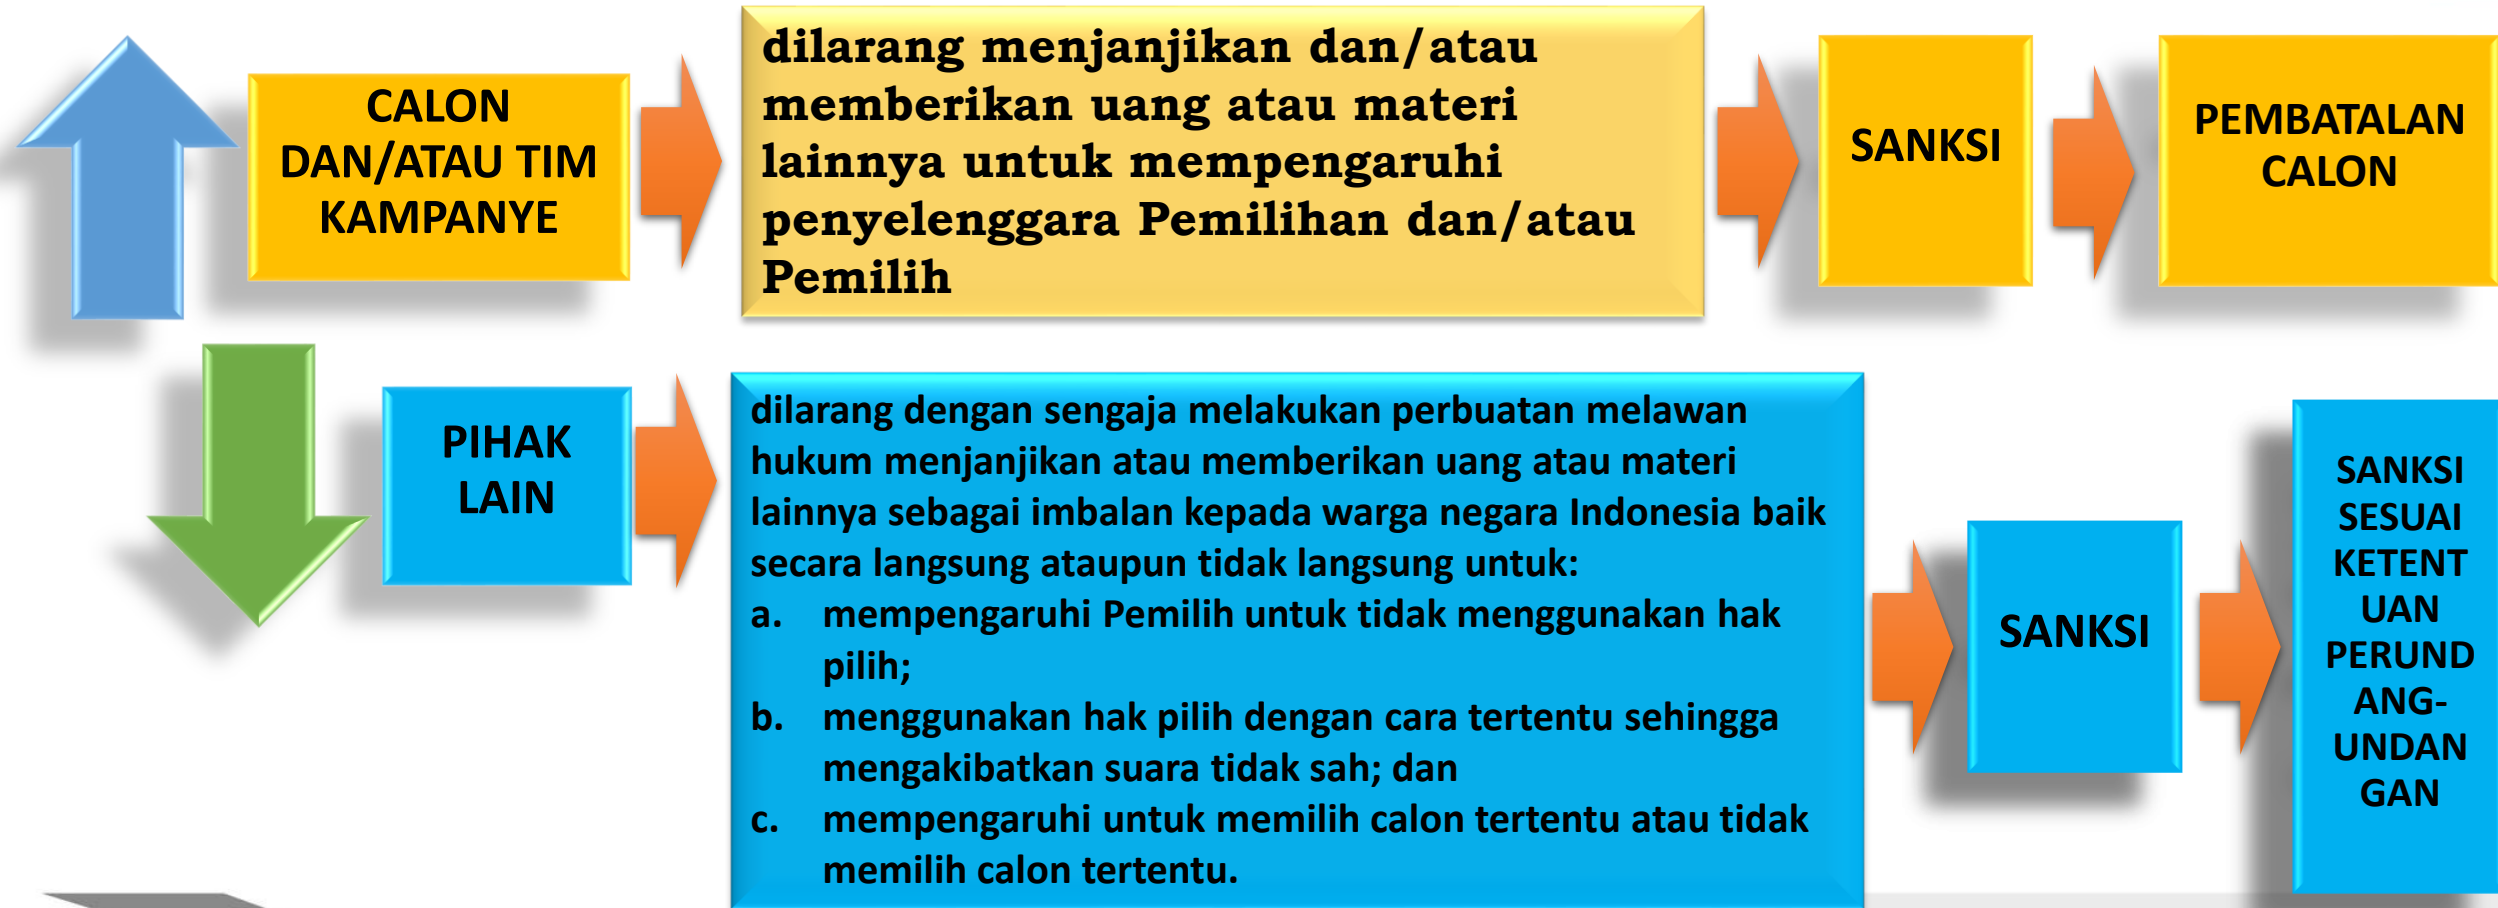 CALON
DAN/ATAU TIM
KAMPANYE
dilarang menjanjikan dan/atau
memberikan uang atau materi
lainnya untuk mempengaruhi
penyelenggara Pemilihan dan/atau
Pemilih
SANKSI
PEMBATALAN
CALON
PIHAK
LAIN
dilarang dengan sengaja melakukan perbuatan melawan
hukum menjanjikan atau memberikan uang atau materi
lainnya sebagai imbalan kepada warga negara Indonesia baik
secara langsung ataupun tidak langsung untuk:
a. mempengaruhi Pemilih untuk tidak menggunakan hak
pilih;
b. menggunakan hak pilih dengan cara tertentu sehingga
mengakibatkan suara tidak sah; dan
c. mempengaruhi untuk memilih calon tertentu atau tidak
memilih calon tertentu.
SANKSI
SANKSI
SESUAI
KETENT
UAN
PERUND
ANG-
UNDAN
GAN